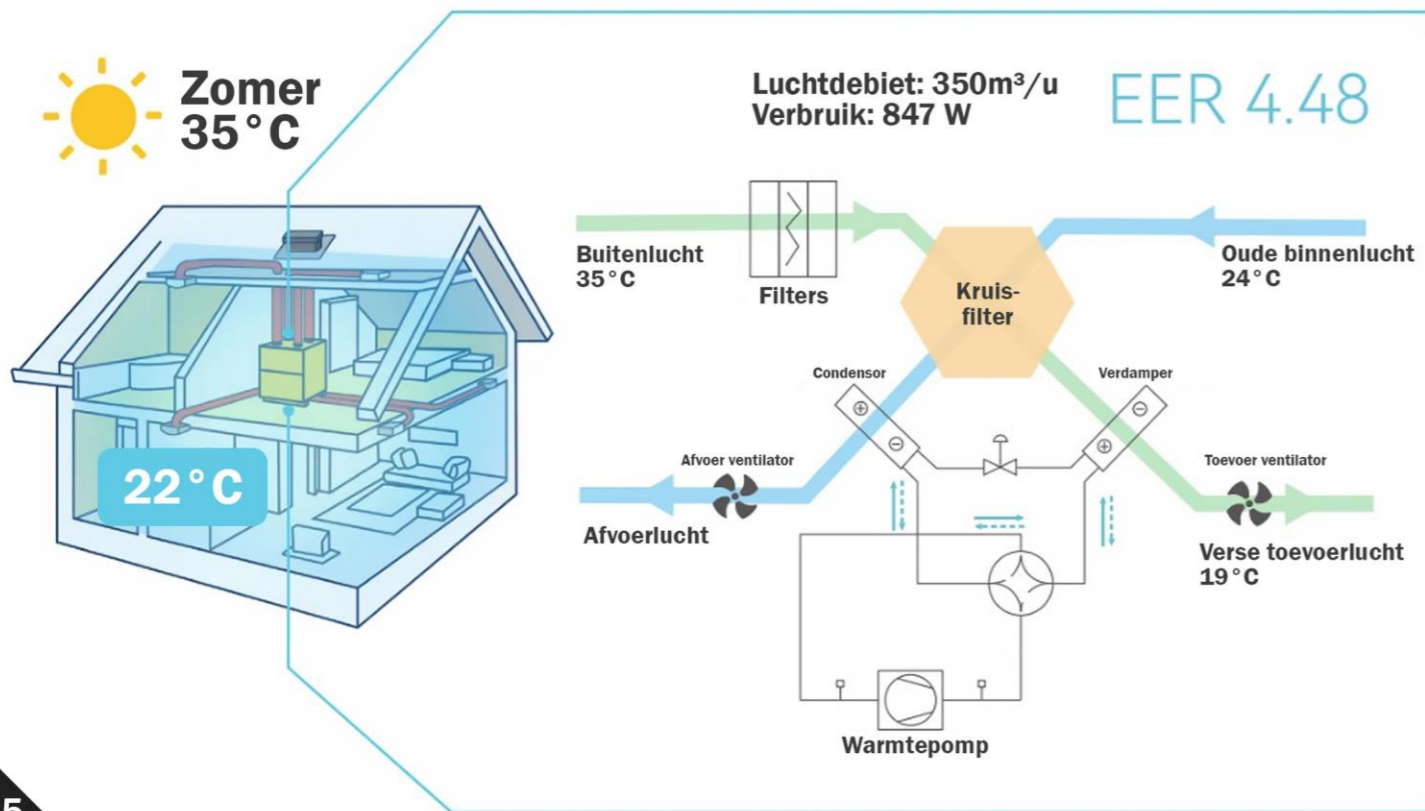 Zomer
35°C
Luchtdebiet: 350m³/u
Verbruik: 847 W
EER 4.48
Buitenlucht
35°C
Filters
Kruis-
filter
Oude binnenlucht
24°C
Condensor
Verdamper
22°C
Afvoer ventilator
Toevoer ventilator
Afvoerlucht
Verse toevoerlucht
19°C
Warmtepomp
5